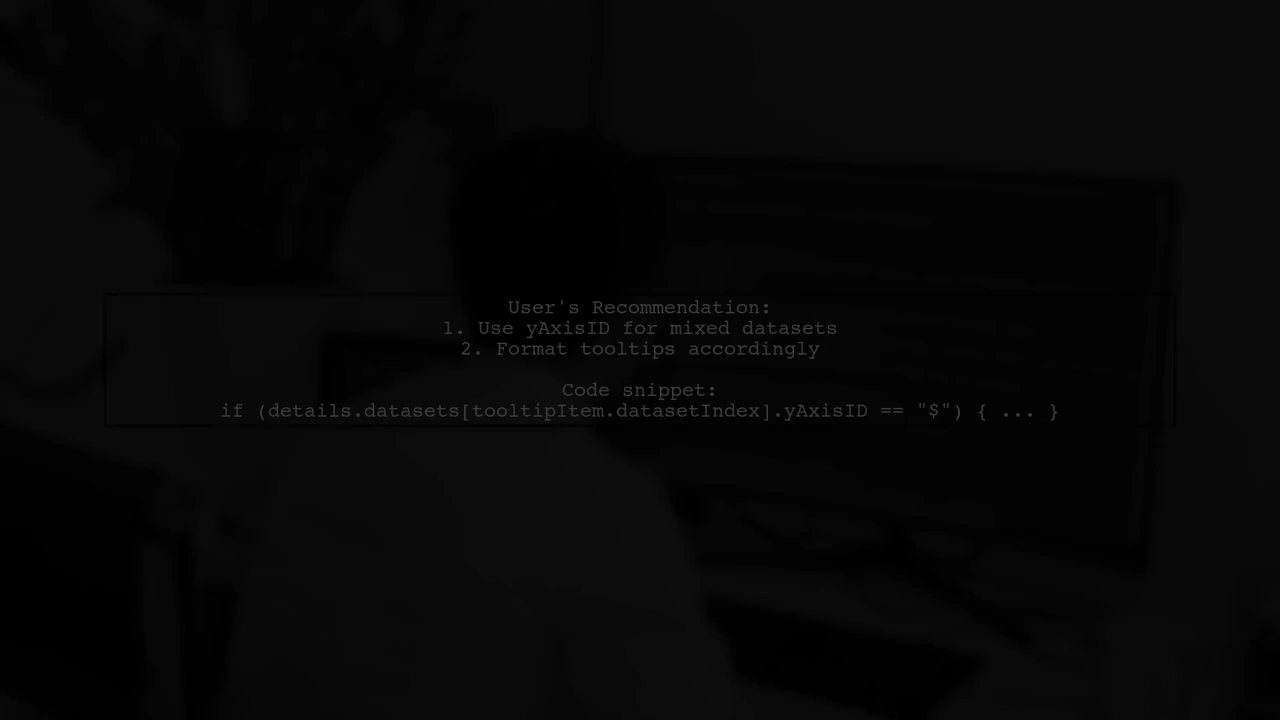 User's Recommendation:
1. Use yAxisID for mixed datasets
2. Format tooltips accordingly
Code snippet:
if (details.datasets[tooltipItem.datasetIndex].yAxisID == "$") { ... }